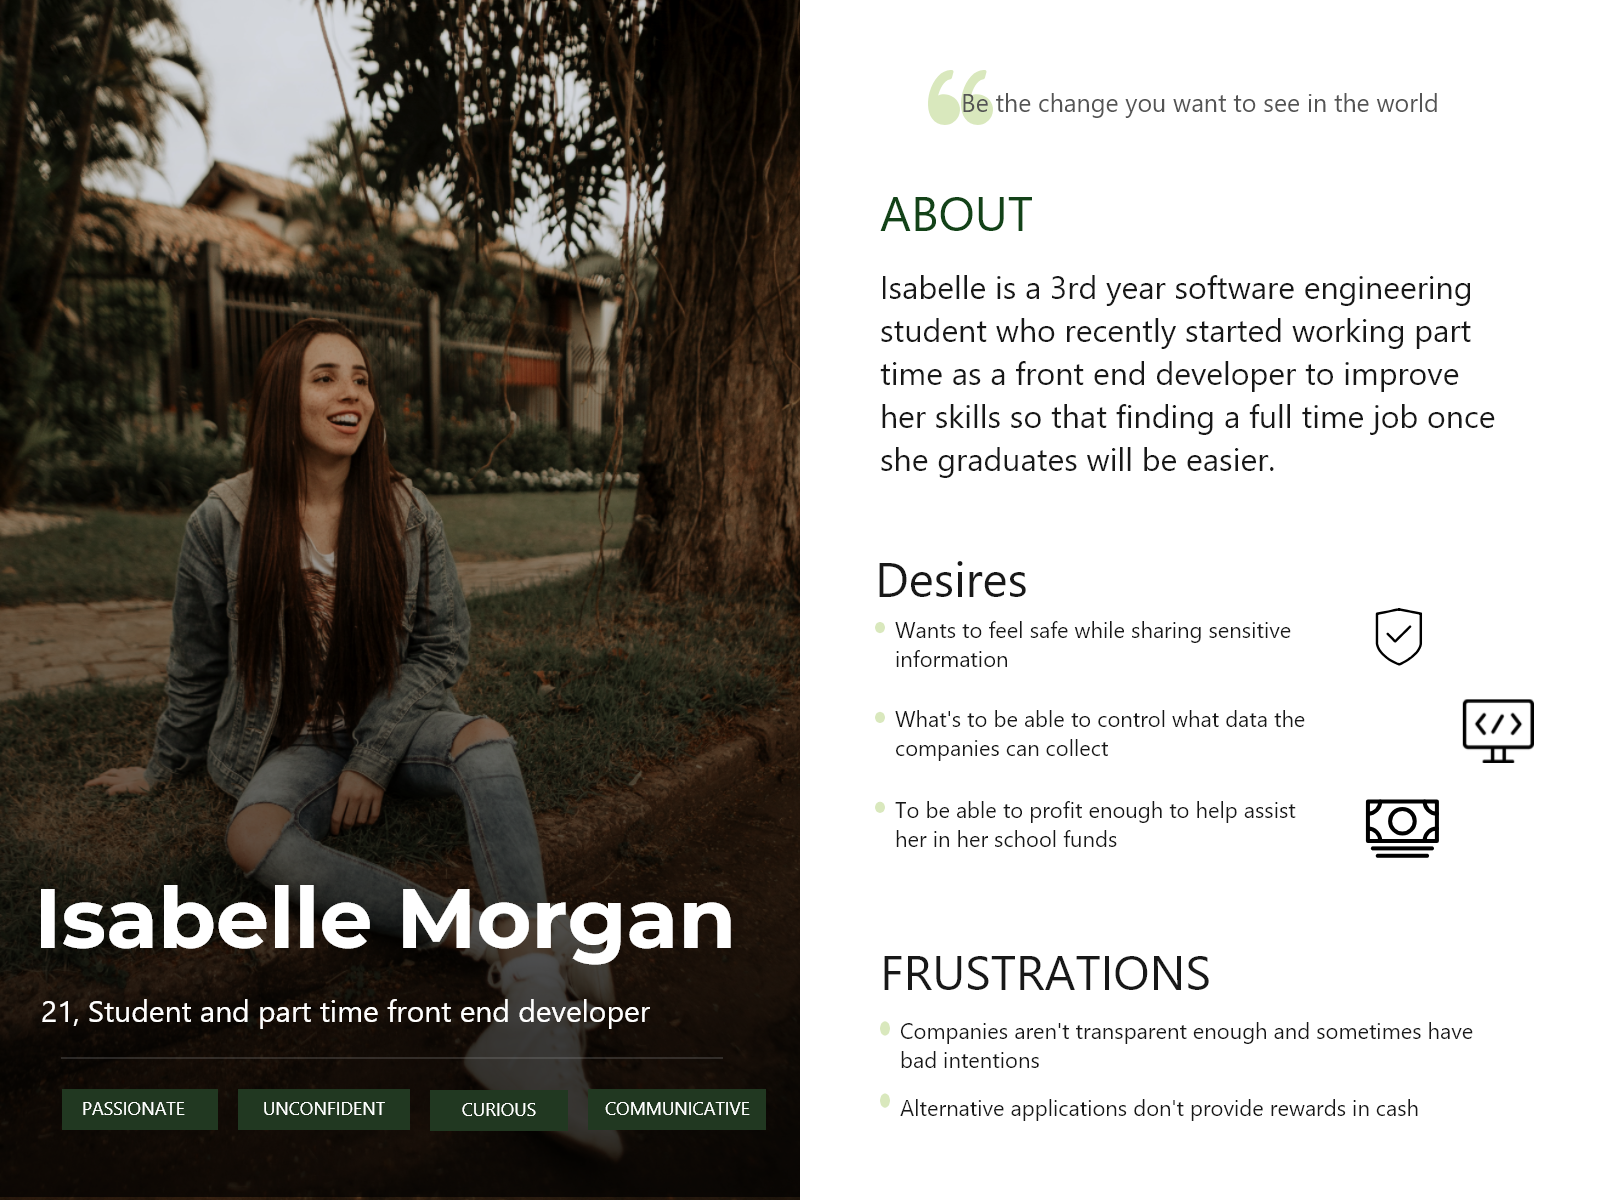 Isabelle Morgan
21, Student and part time front end developer
PASSIONATE
UNCONFIDENT
CURIOUS
COMMUNICATIVE
“Be the change you want to see in the world
ABOUT
Isabelle is a 3rd year software engineering
student who recently started working part
time as a front end developer to improve
her skills so that finding a full time job once
she graduates will be easier.
Desires
Wants to feel safe while sharing sensitive
information
What's to be able to control what data the
companies can collect
To be able to profit enough to help assist
her in her school funds
FRUSTRATIONS
Companies aren't transparent enough and sometimes have
bad intentions
Alternative applications don't provide rewards in cash